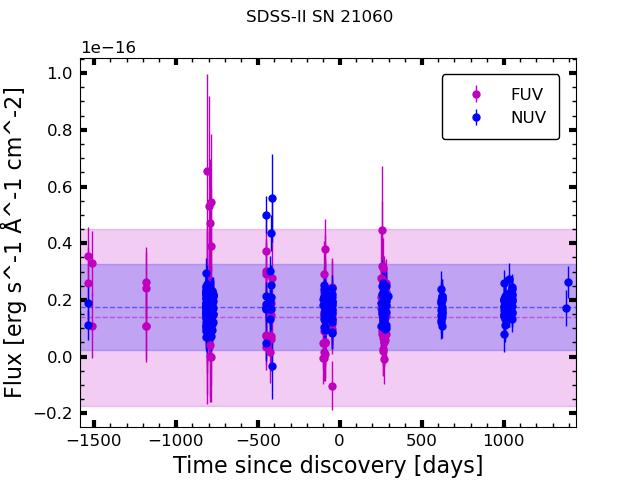 SDSS-II SN 21060
1e−16
Flux [erg s^-1 Å^-1 cm^-2]
1.0
0.8
0.6
0.4
0.2
0.0
−0.2
FUV
NUV
−1500 −1000 −500 0 500 1000
Time since discovery [days]